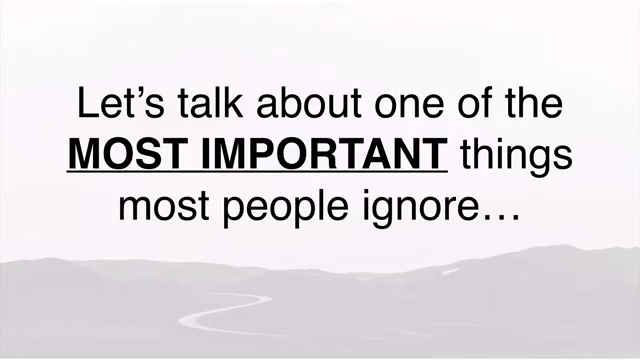 Let’s talk about one of the
MOST IMPORTANT things
most people ignore…